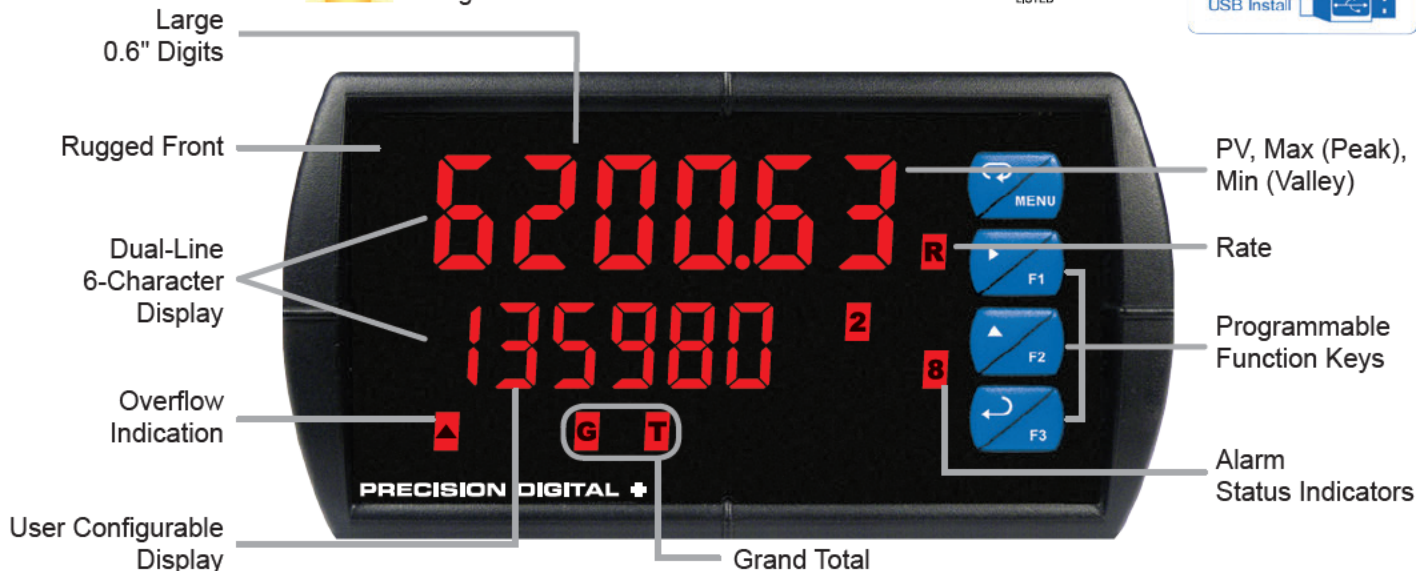 USB Install
Large
0.6" Digits
Rugged Front
PV, Max (Peak),
Min (Valley)
6200.63
MENU
R
Rate
F1
Dual-Line
6-Character
Display
135980
2
Programmable
Function Keys
F2
8
Overflow
Indication
G T
F3
Alarm
Status Indicators
PRECISION DIGITAL
User Configurable
Display
Grand Total